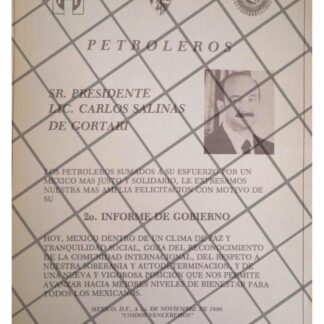 PETROLEROS
SR. PRESIDENTE
LIC. CARLOS SALINAS
DE GORTARI
LOS PETROLEROS SUMADOS A SU ESFUERZO POR UN
MEXICO MAS JUSTO Y SOLIDARIO, LE EXPRESAMOS
NUESTRA MAS AMPLIA FELICITACION CON MOTIVO DE
SU
2o. INFORME DE GOBIERNO
HOY, MEXICO DENTRO DE UN CLIMA DE PAZ Y
TRANQUILIDAD SOCIAL, GOZA DEL RECONOCIMIENTO
DE LA COMUNIDAD INTERNACIONAL, DEL RESPETO A
NUESTRA SOBERANIA Y AUTODETERMINACION, Y DE
UNA NUEVA Y VIGOROSA POSICION QUE NOS PERMITE
AVANZAR HACIA MEJORES NIVELES DE BIENESTAR PARA
TODOS LOS MEXICANOS.
MEXICO, D.F., A 1o. DE NOVIEMBRE DE 1990
"UNIDOS VENCEREMOS"